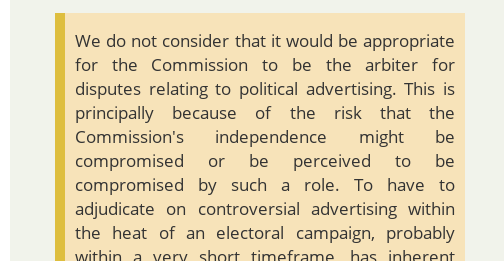 We do not consider that it would be appropriate
for the Commission to be the arbiter for
disputes relating to political advertising. This is
principally because of the risk that the
Commission's independence might be
compromised or be perceived to be
compromised by such a role. To have to
adjudicate on controversial advertising within
the heat of an electoral campaign, probably
within a very short timeframe, has inherent